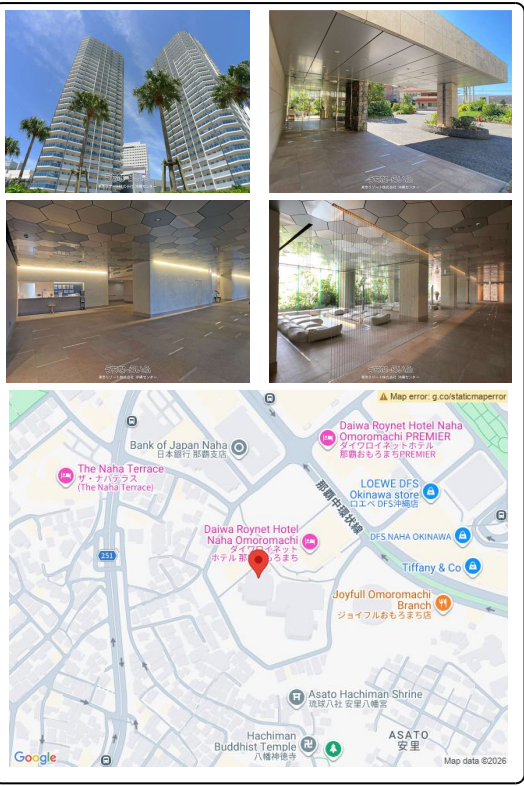 ⚠ Map error: g.co/staticmaperror
Daiwa Roynet Hotel Naha
Omoromachi PREMIER
ダイワロイネットホテル
那覇おもろまちPREMIER
Bank of Japan Naha
日本銀行 那覇支店
The Naha Terrace
ザ・ナハテラス
(The Naha Terrace)
LOEWE DFS
Okinawa store
ロエベ DFS沖縄店
那覇中環状線
Daiwa Roynet Hotel
Naha Omoromachi
ダイワロイネット
ホテル 那覇おもろまち
DFS NAHA OKINAWA
251
Tiffany & Co
Joyfull Omoromachi
Branch
ジョイフルおもろまち店
Asato Hachiman Shrine
琉球八社 安里八幡宮
Hachiman
Buddhist Temple
八幡神徳寺
ASATO
安里
Google
Map data ©2026